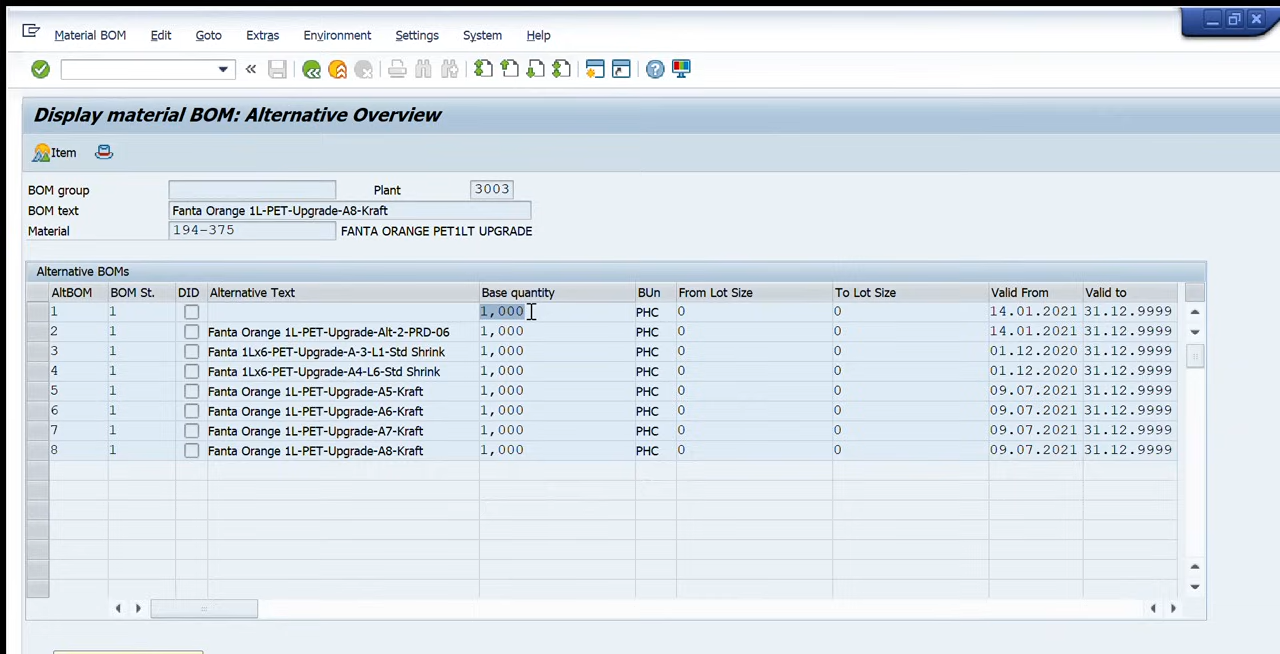 Material BOM Edit Goto Extras Environment Settings System Help
Display material BOM: Alternative Overview
Item
BOM group Plant 3003
BOM text Fanta Orange 1L-PET-Upgrade-A8-Kraft
Material 194-375 FANTA ORANGE PET1LT UPGRADE
Alternative BOMs
AltBOM BOM St. DID Alternative Text Base quantity BUn From Lot Size To Lot Size Valid From Valid to
1 1 1,000 PHC 0 0 14.01.2021 31.12.9999
2 1 Fanta Orange 1L-PET-Upgrade-Alt-2-PRD-06 1,000 PHC 0 0 14.01.2021 31.12.9999
3 1 Fanta 1Lx6-PET-Upgrade-A-3-L1-Std Shrink 1,000 PHC 0 0 01.12.2020 31.12.9999
4 1 Fanta 1Lx6-PET-Upgrade-A4-L6-Std Shrink 1,000 PHC 0 0 01.12.2020 31.12.9999
5 1 Fanta Orange 1L-PET-Upgrade-A5-Kraft 1,000 PHC 0 0 09.07.2021 31.12.9999
6 1 Fanta Orange 1L-PET-Upgrade-A6-Kraft 1,000 PHC 0 0 09.07.2021 31.12.9999
7 1 Fanta Orange 1L-PET-Upgrade-A7-Kraft 1,000 PHC 0 0 09.07.2021 31.12.9999
8 1 Fanta Orange 1L-PET-Upgrade-A8-Kraft 1,000 PHC 0 0 09.07.2021 31.12.9999